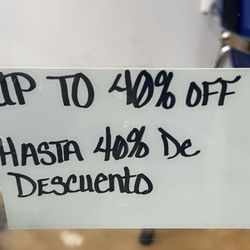 UP TO 40% OFF
HASTA 40% De
DESCUeNTO